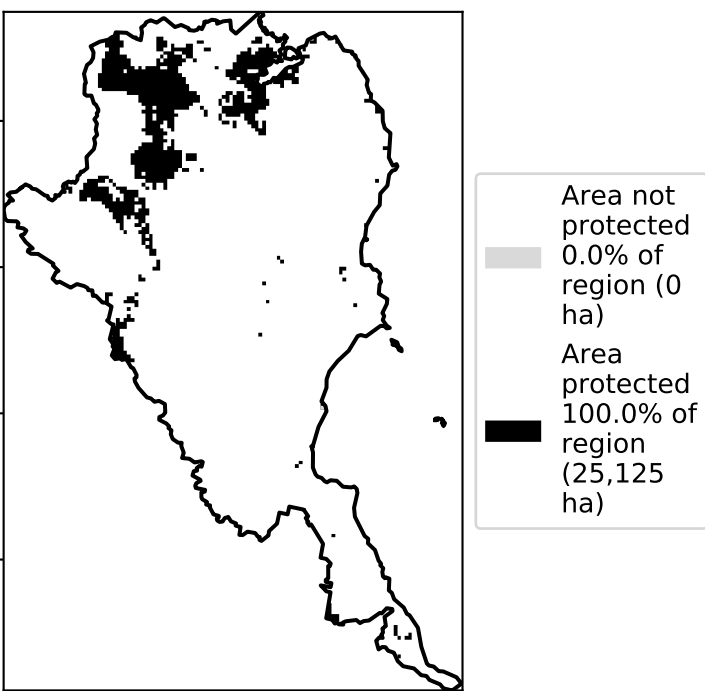 Area not
protected
0.0% of
region (0
ha)
Area
protected
100.0% of
region
(25,125
ha)